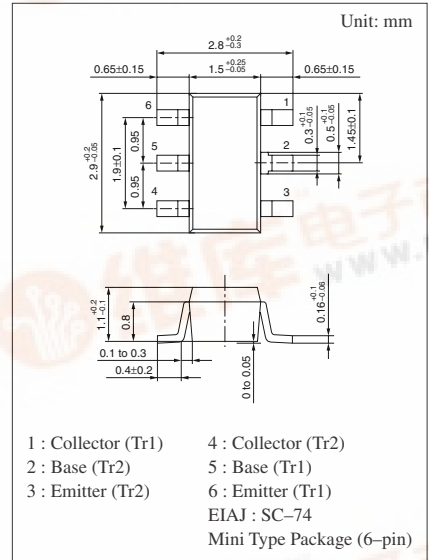 Unit: mm
2.8 +0.2 −0.3
0.65±0.15 1.5 +0.25 −0.05 0.65±0.15
6 1
5 2
4 3
2.9 +0.2 −0.05
1.9±0.1
0.95
0.95
0.3 +0.1 −0.05
0.5 +0.1 −0.05
1.45±0.1
1.1 +0.2 −0.1
0.8
0.16 +0.1 −0.06
0.1 to 0.3
0.4±0.2
0 to 0.05
1 : Collector (Tr1) 4 : Collector (Tr2)
2 : Base (Tr2) 5 : Base (Tr1)
3 : Emitter (Tr2) 6 : Emitter (Tr1)
EIAJ : SC–74
Mini Type Package (6–pin)
维库电子
www.